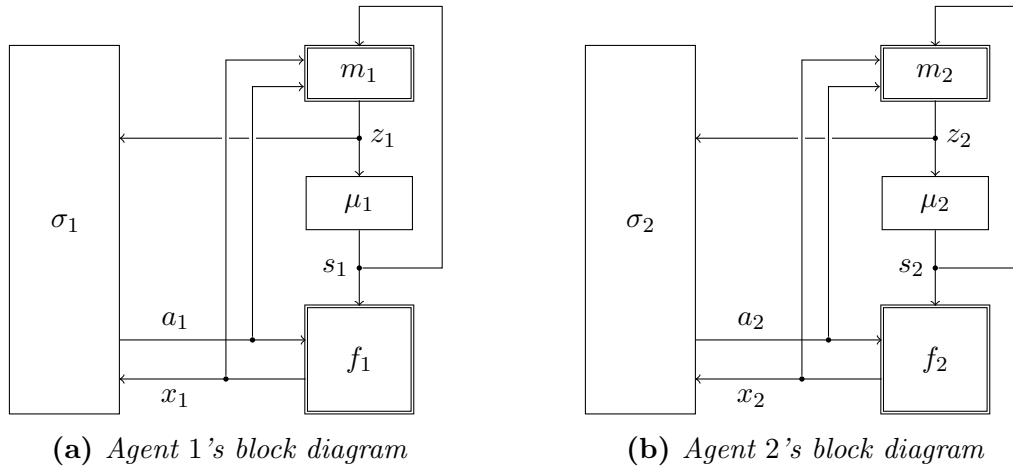 m₁
z₁
σ₁
μ₁
s₁
a₁
f₁
x₁
(a) Agent 1's block diagram
m₂
z₂
σ₂
μ₂
s₂
a₂
f₂
x₂
(b) Agent 2's block diagram